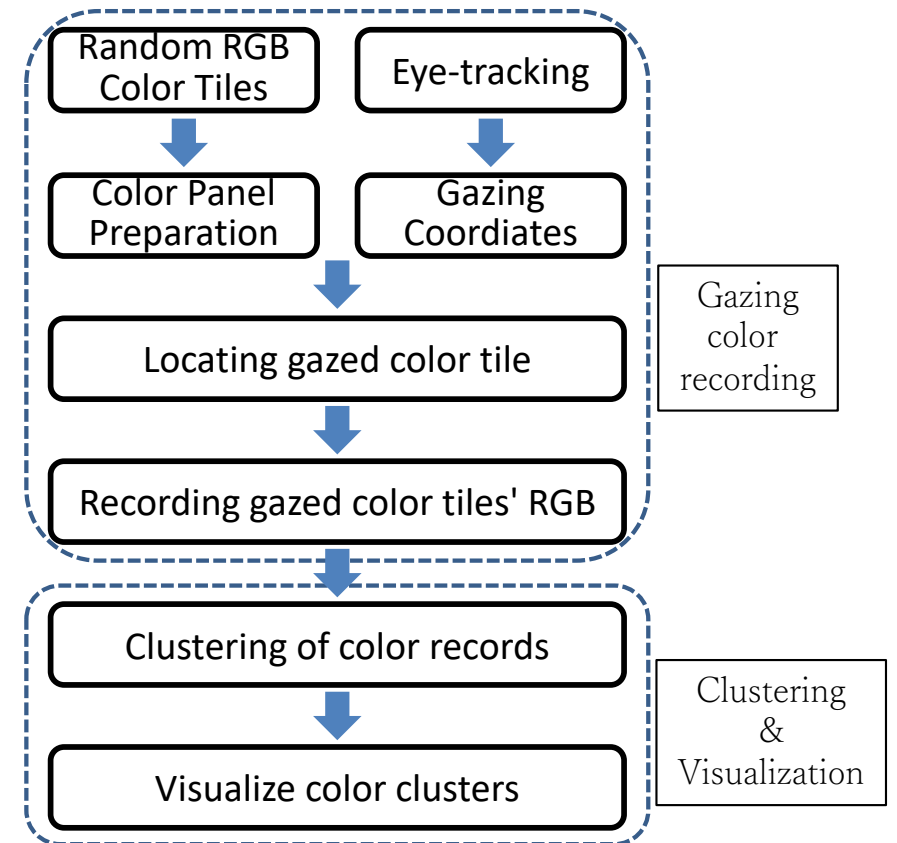 Random RGB
Color Tiles
Eye-tracking
Color Panel
Preparation
Gazing
Coordiates
Locating gazed color tile
Recording gazed color tiles' RGB
Gazing
color
recording
Clustering of color records
Visualize color clusters
Clustering
&
Visualization